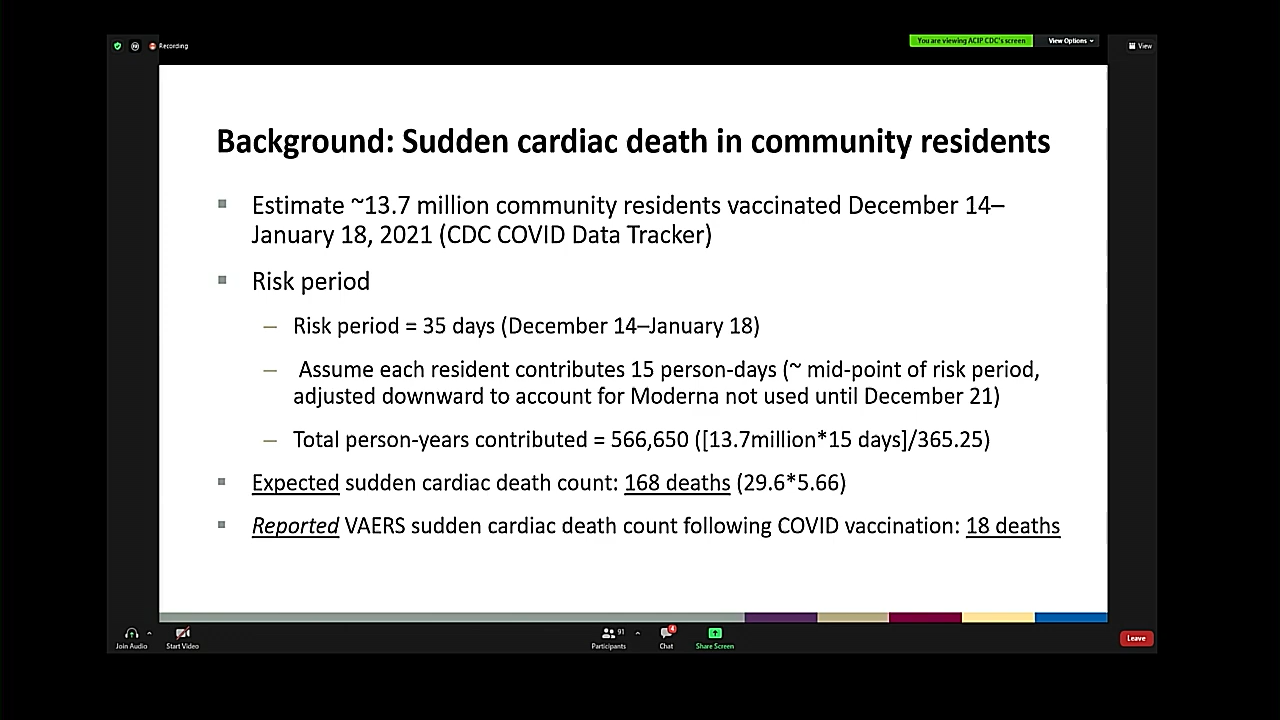 Recording
You are viewing ACIP CDC's screen
View Options
View
Background: Sudden cardiac death in community residents
Estimate ~13.7 million community residents vaccinated December 14–
January 18, 2021 (CDC COVID Data Tracker)
Risk period
– Risk period = 35 days (December 14–January 18)
– Assume each resident contributes 15 person-days (~ mid-point of risk period,
adjusted downward to account for Moderna not used until December 21)
– Total person-years contributed = 566,650 ([13.7million*15 days]/365.25)
Expected sudden cardiac death count: 168 deaths (29.6*5.66)
Reported VAERS sudden cardiac death count following COVID vaccination: 18 deaths
Join Audio
Start Video
91
Participants
4
Chat
Share Screen
Leave